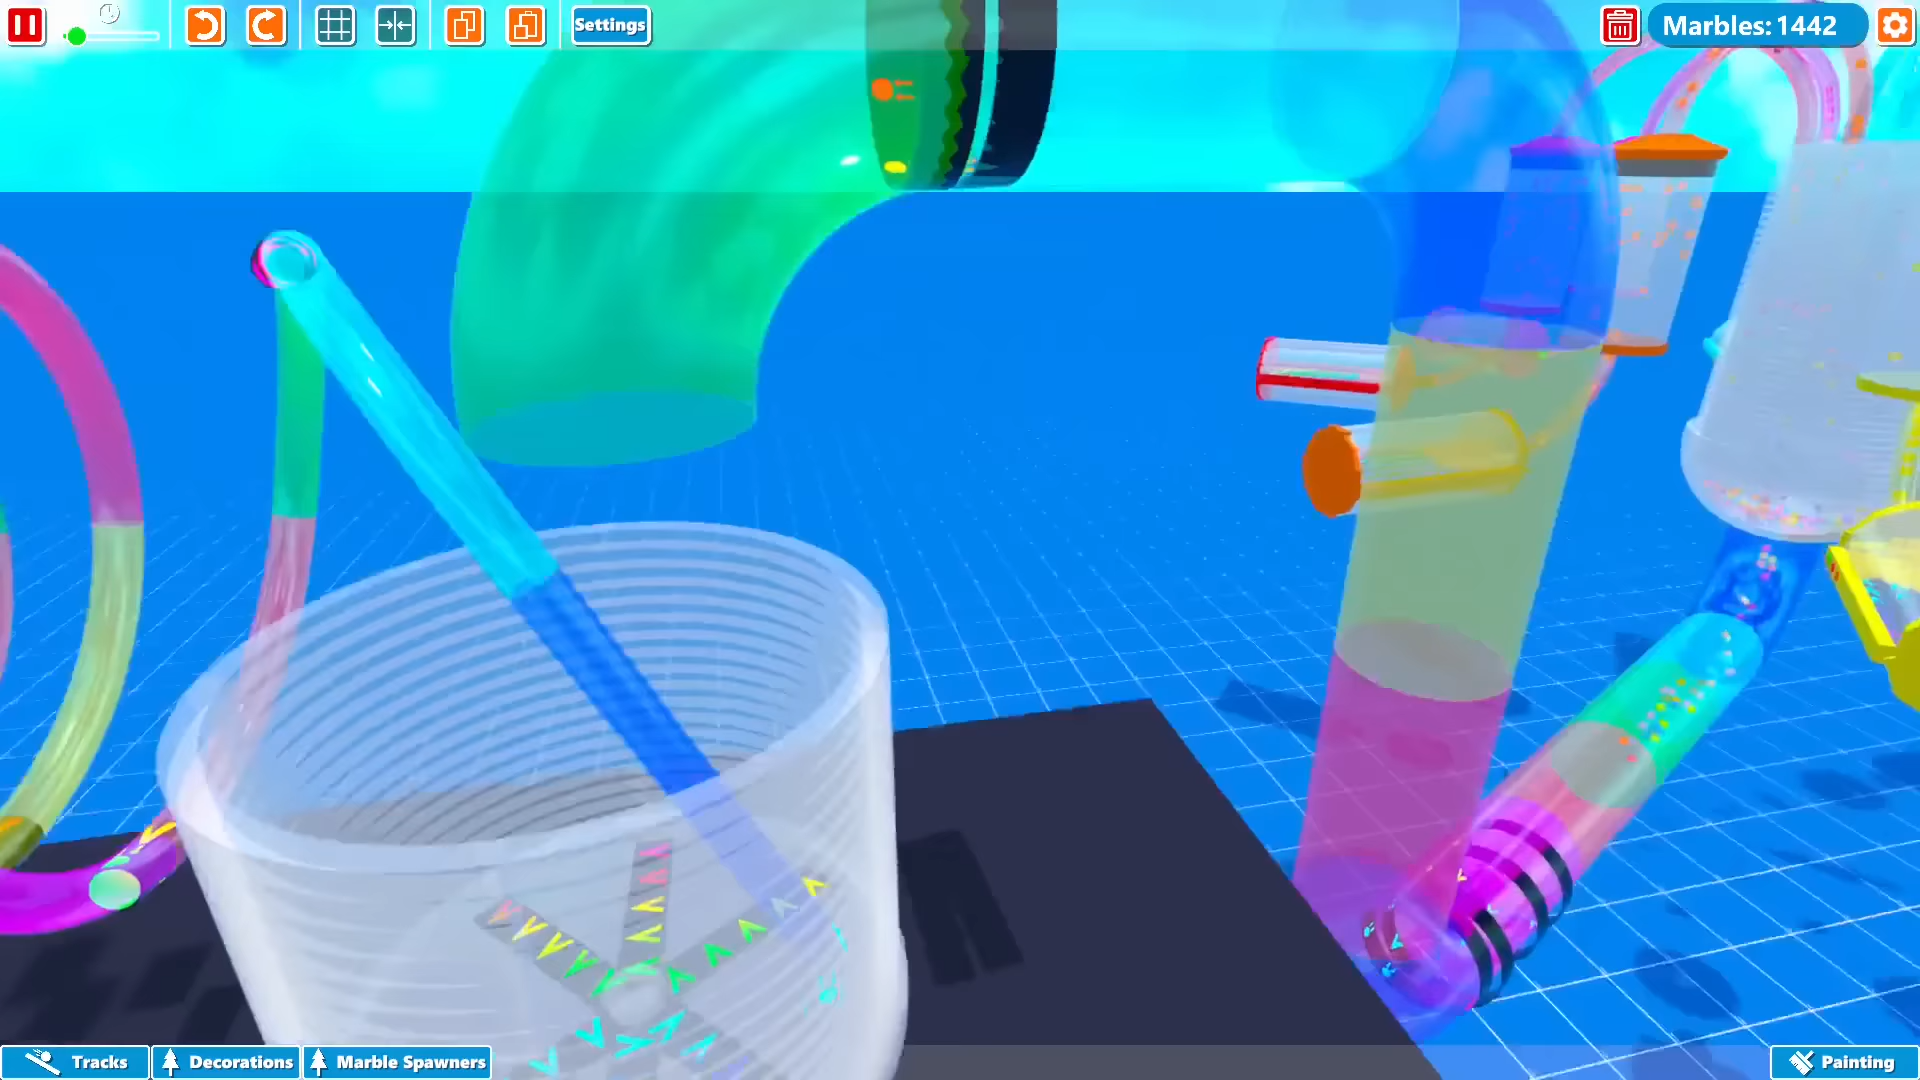 Settings
Marbles: 1442
Tracks
Decorations
Marble Spawners
Painting